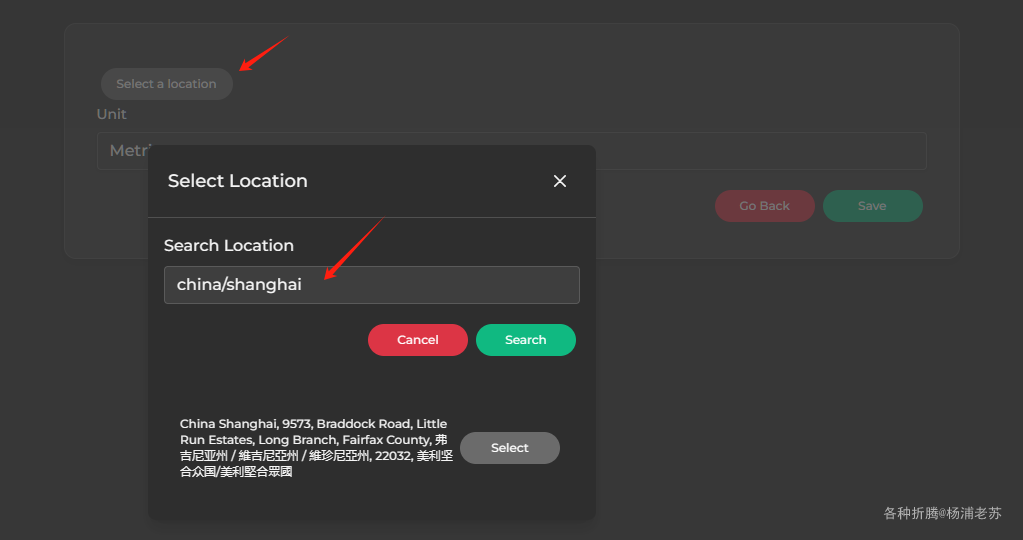 Select a location
Unit
Metri
Select Location
Search Location
china/shanghai
Go Back
Save
Cancel
Search
China Shanghai, 9573, Braddock Road, Little
Run Estates, Long Branch, Fairfax County, 弗
吉尼亚州 / 維吉尼亞州 / 維珍尼亞州, 22032, 美利坚
合众国/美利堅合眾國
Select
各种折腾@杨浦老苏